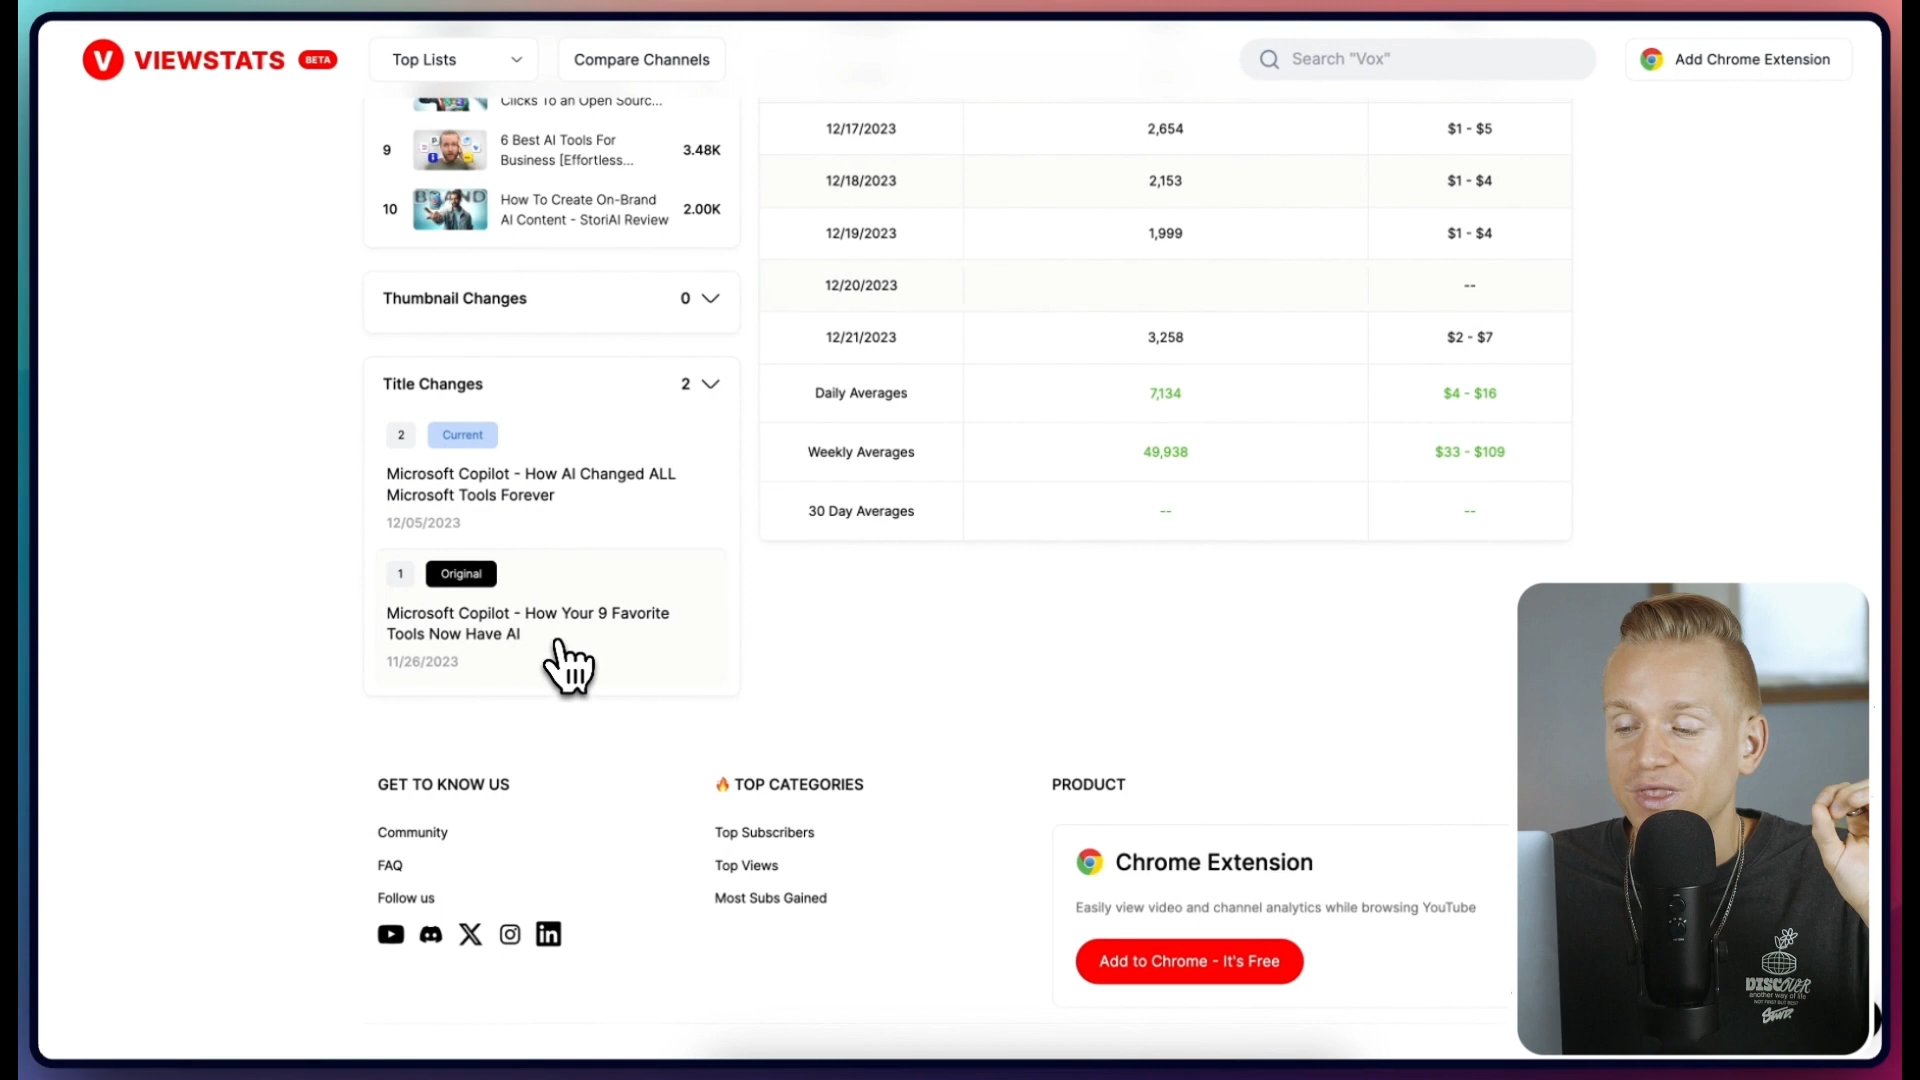 V VIEWSTATS BETA
Top Lists
Compare Channels
Search "Vox"
Add Chrome Extension
Clicks To an Open Sourc...
9
6 Best AI Tools For
Business [Effortless...
3.48K
10
BRAND
How To Create On-Brand
AI Content - StoriAI Review
2.00K
Thumbnail Changes 0
Title Changes 2
2 Current
Microsoft Copilot - How AI Changed ALL
Microsoft Tools Forever
12/05/2023
1 Original
Microsoft Copilot - How Your 9 Favorite
Tools Now Have AI
11/26/2023
12/17/2023 2,654 $1 - $5
12/18/2023 2,153 $1 - $4
12/19/2023 1,999 $1 - $4
12/20/2023 --
12/21/2023 3,258 $2 - $7
Daily Averages 7,134 $4 - $16
Weekly Averages 49,938 $33 - $109
30 Day Averages -- --
GET TO KNOW US
Community
FAQ
Follow us
in
🔥 TOP CATEGORIES
Top Subscribers
Top Views
Most Subs Gained
PRODUCT
Chrome Extension
Easily view video and channel analytics while browsing YouTube
Add to Chrome - It's Free
DISCOVER
another way of life